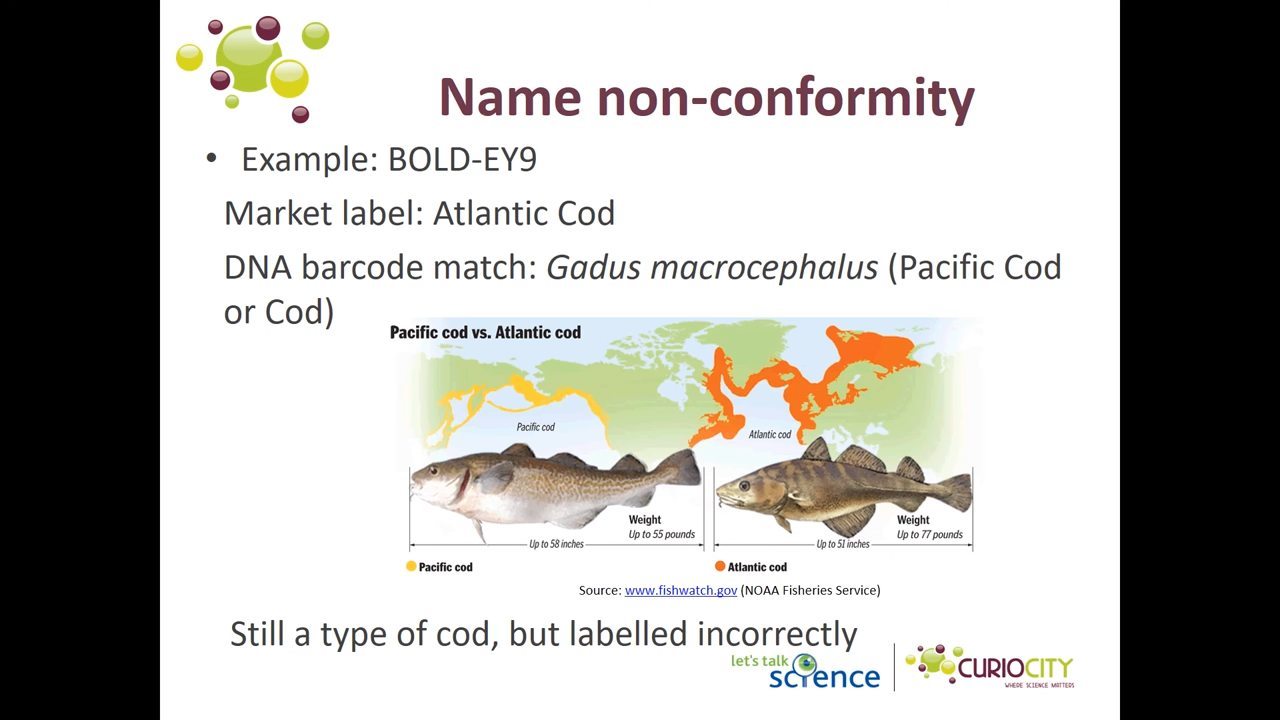 Name non-conformity
• Example: BOLD-EY9
Market label: Atlantic Cod
DNA barcode match: Gadus macrocephalus (Pacific Cod
or Cod)
Pacific cod vs. Atlantic cod
Pacific cod
Atlantic cod
Weight
Up to 55 pounds
Up to 58 inches
Weight
Up to 77 pounds
Up to 51 inches
Pacific cod
Atlantic cod
Source: www.fishwatch.gov (NOAA Fisheries Service)
Still a type of cod, but labelled incorrectly
let's talk
science
CURIOCITY
WHERE SCIENCE MATTERS